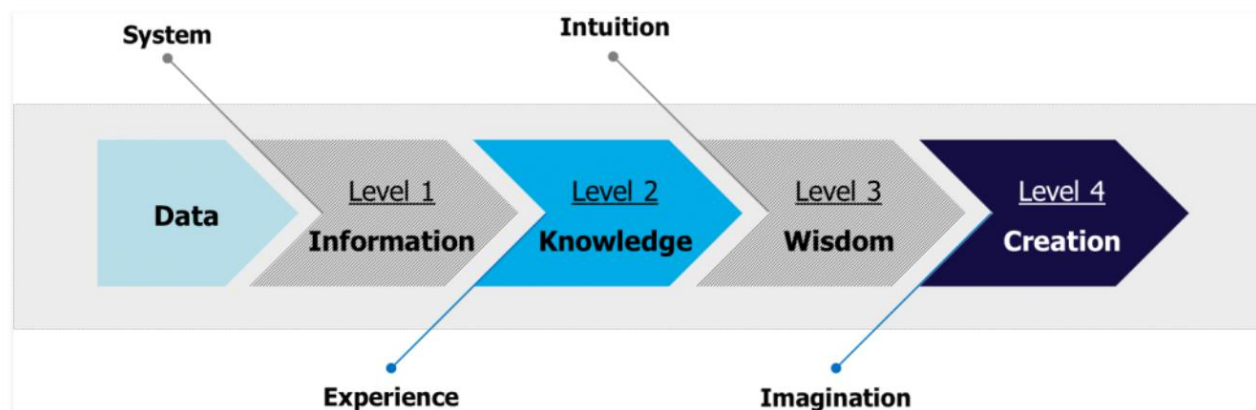 System
Intuition
Data
Level 1
Information
Level 2
Knowledge
Level 3
Wisdom
Level 4
Creation
Experience
Imagination